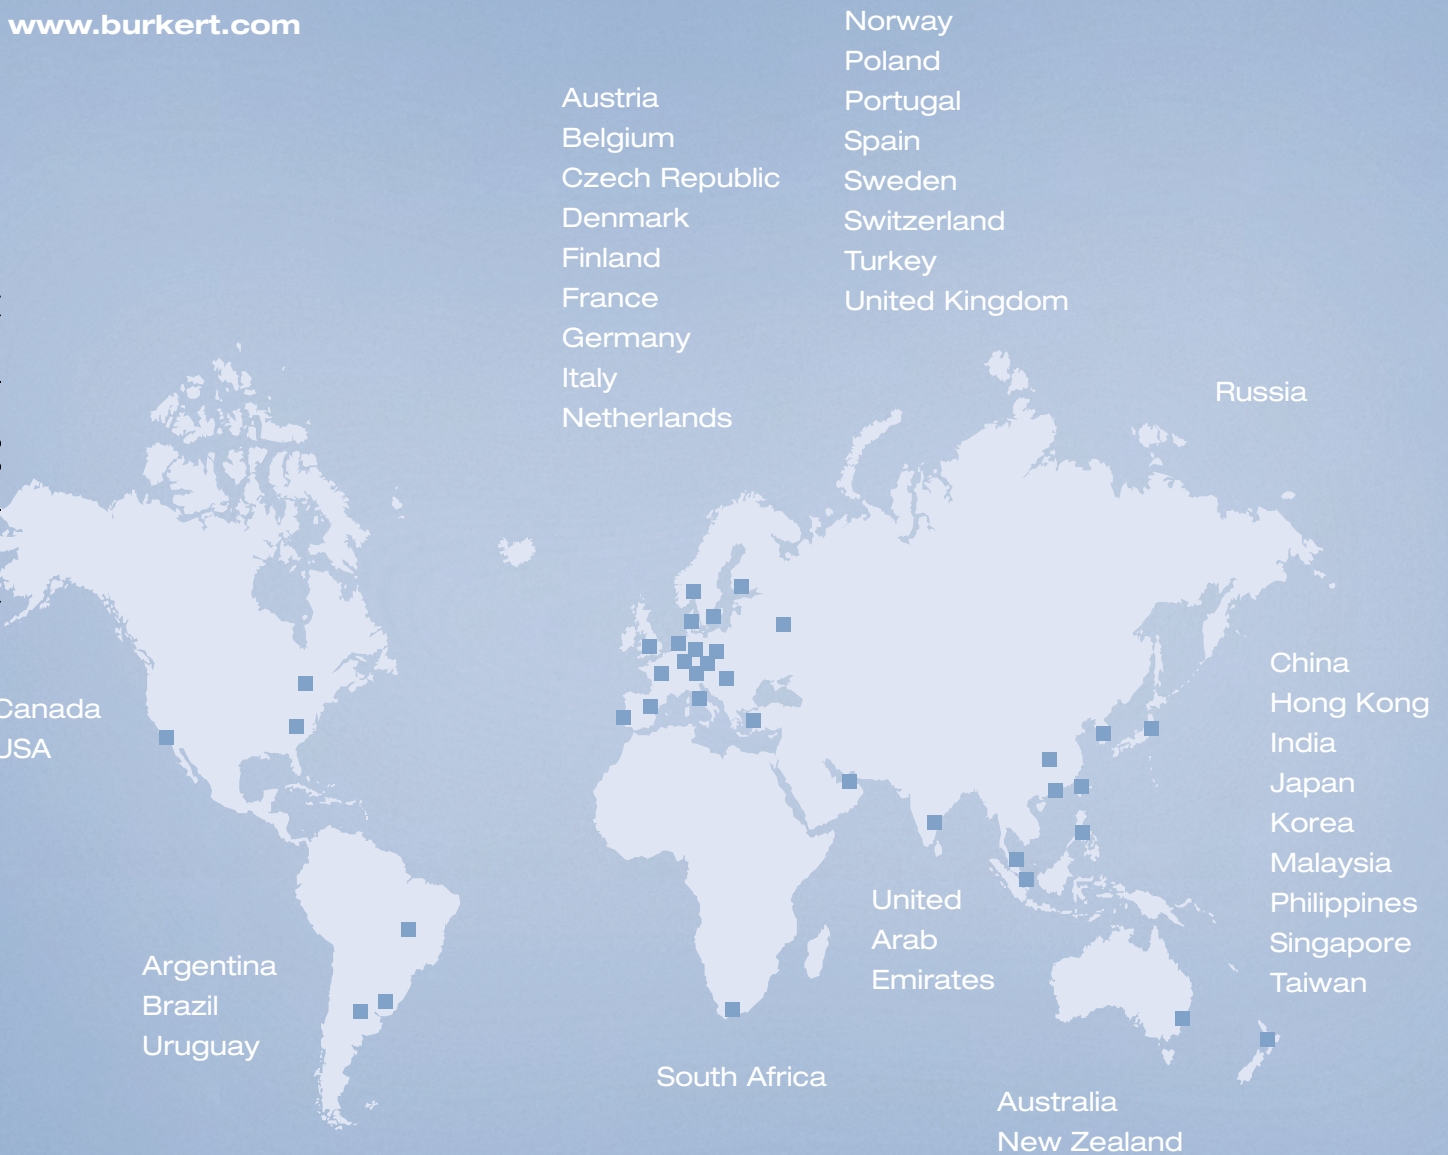 www.burkert.com
Austria
Belgium
Czech Republic
Denmark
Finland
France
Germany
Italy
Netherlands
Norway
Poland
Portugal
Spain
Sweden
Switzerland
Turkey
United Kingdom
Russia
Canada
USA
China
Hong Kong
India
Japan
Korea
Malaysia
Philippines
Singapore
Taiwan
United
Arab
Emirates
Argentina
Brazil
Uruguay
South Africa
Australia
New Zealand